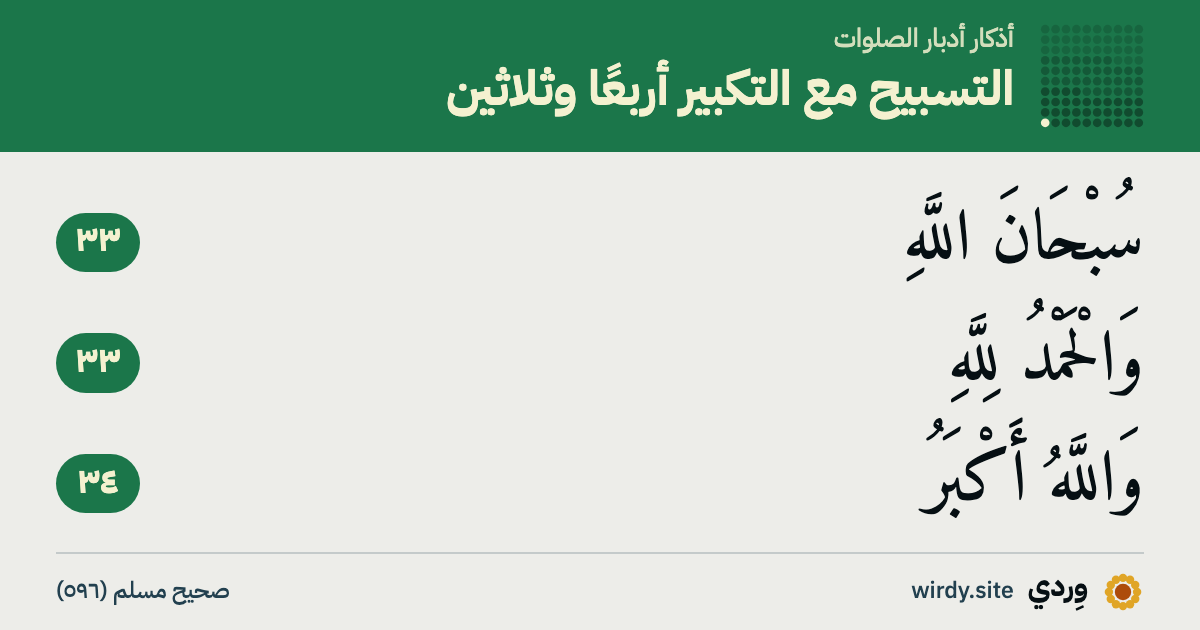 أذكار أدبار الصلوات
التسبيح مع التكبير أربعًا وثلاثين
سُبْحَانَ اللَّهِ ٣٣
وَالْحَمْدُ لِلَّهِ ٣٣
وَاللَّهُ أَكْبَرُ ٣٤
وِردي wirdy.site صحيح مسلم (٥٩٦)